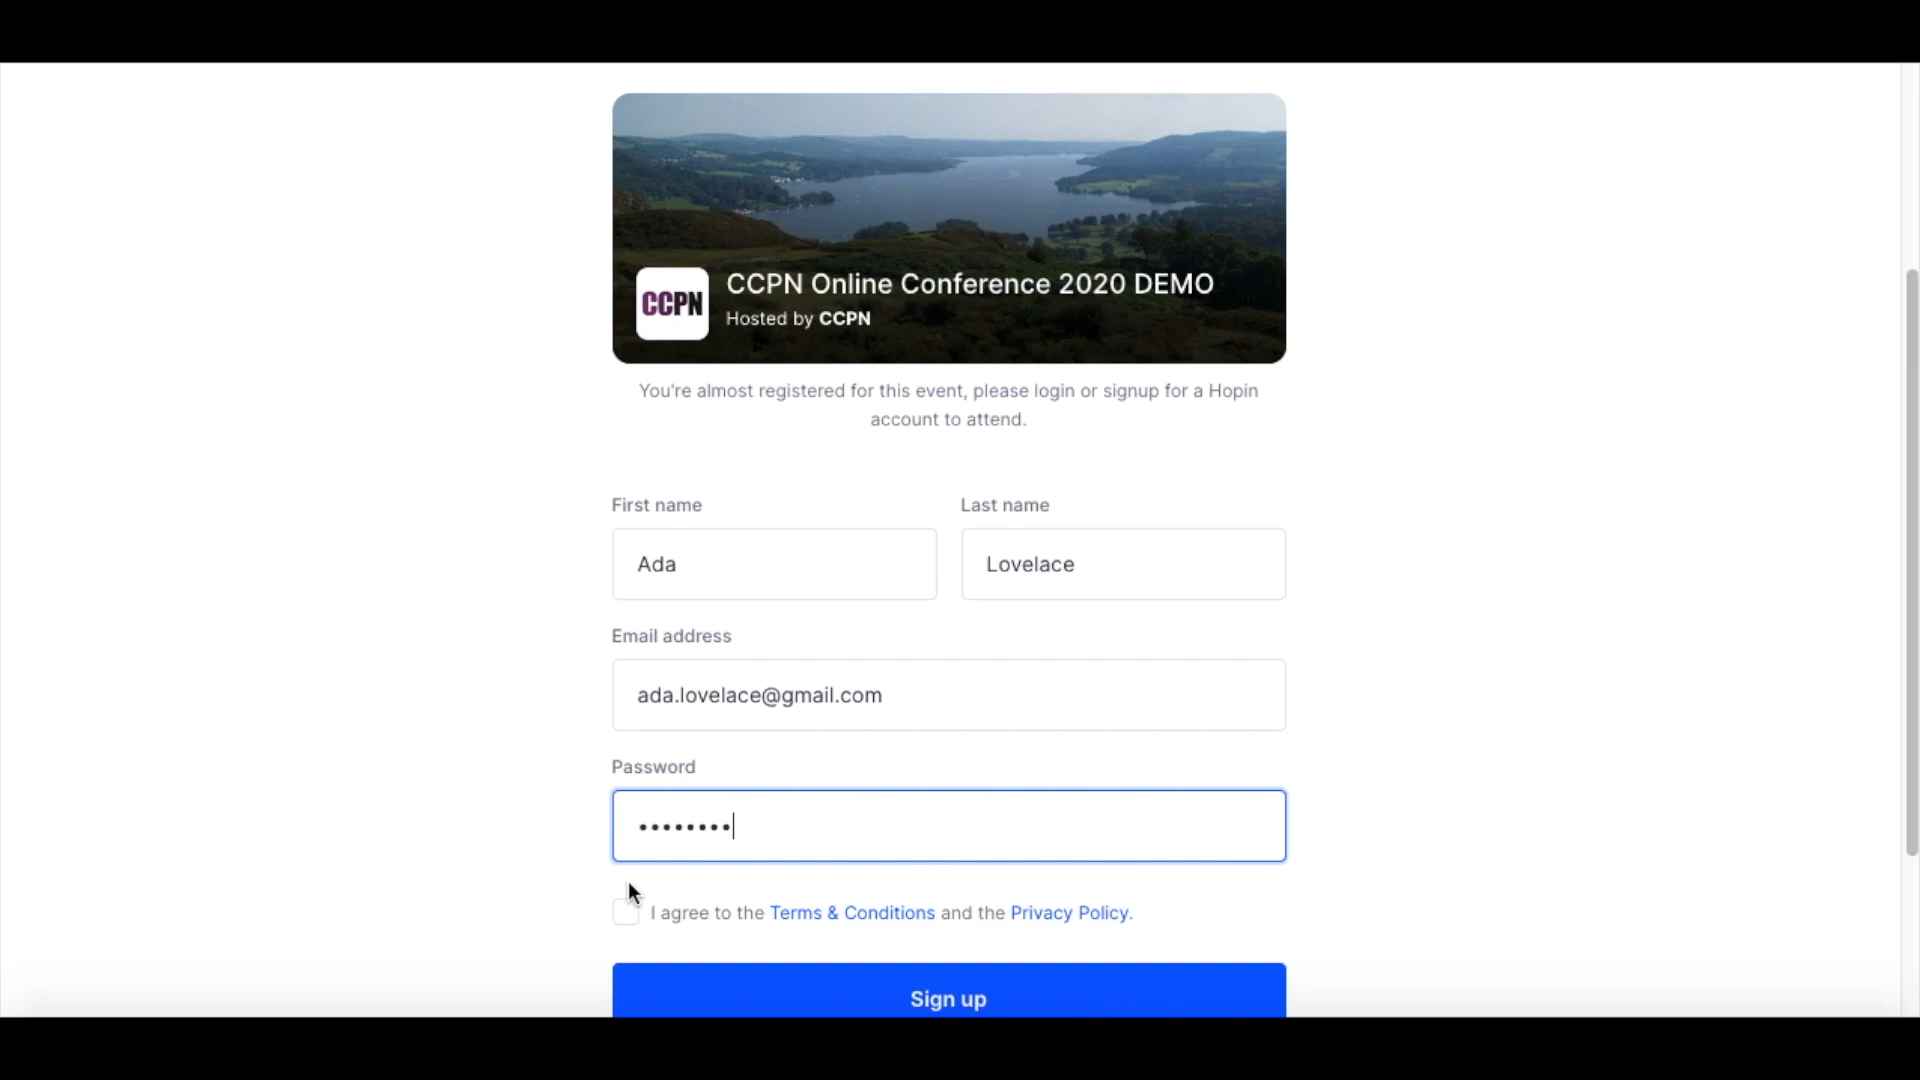 CCPN
CCPN Online Conference 2020 DEMO
Hosted by CCPN
You're almost registered for this event, please login or signup for a Hopin
account to attend.
First name
Last name
Ada
Lovelace
Email address
ada.lovelace@gmail.com
Password
••••••••
I agree to the Terms & Conditions and the Privacy Policy.
Sign up